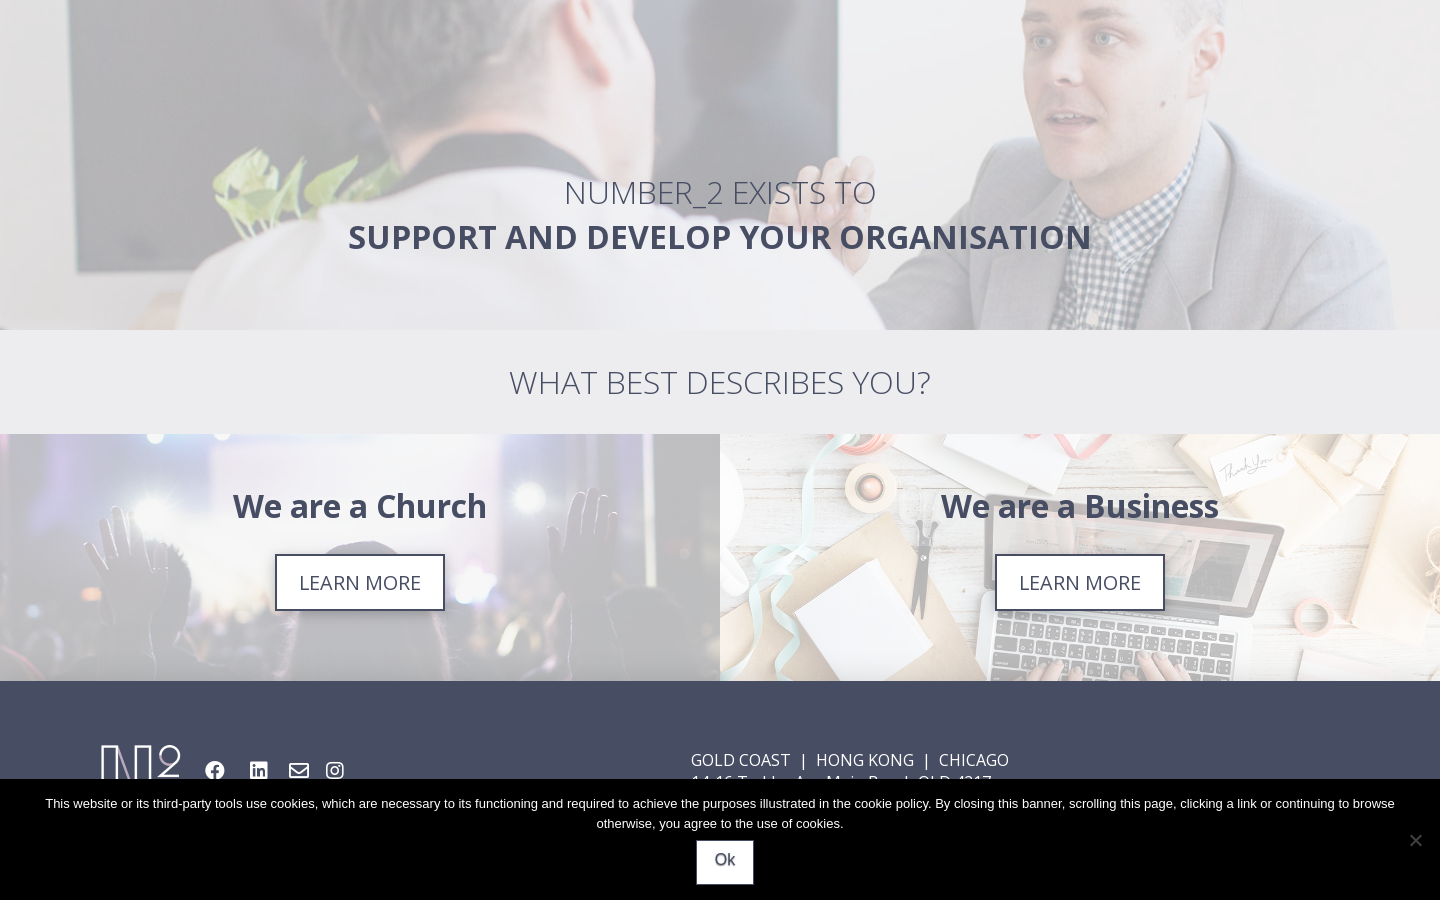 NUMBER_2 EXISTS TO
SUPPORT AND DEVELOP YOUR ORGANISATION
WHAT BEST DESCRIBES YOU?
We are a Church
LEARN MORE
Thank You
We are a Business
LEARN MORE
N2
GOLD COAST | HONG KONG | CHICAGO
This website or its third-party tools use cookies, which are necessary to its functioning and required to achieve the purposes illustrated in the cookie policy. By closing this banner, scrolling this page, clicking a link or continuing to browse
otherwise, you agree to the use of cookies.
Ok